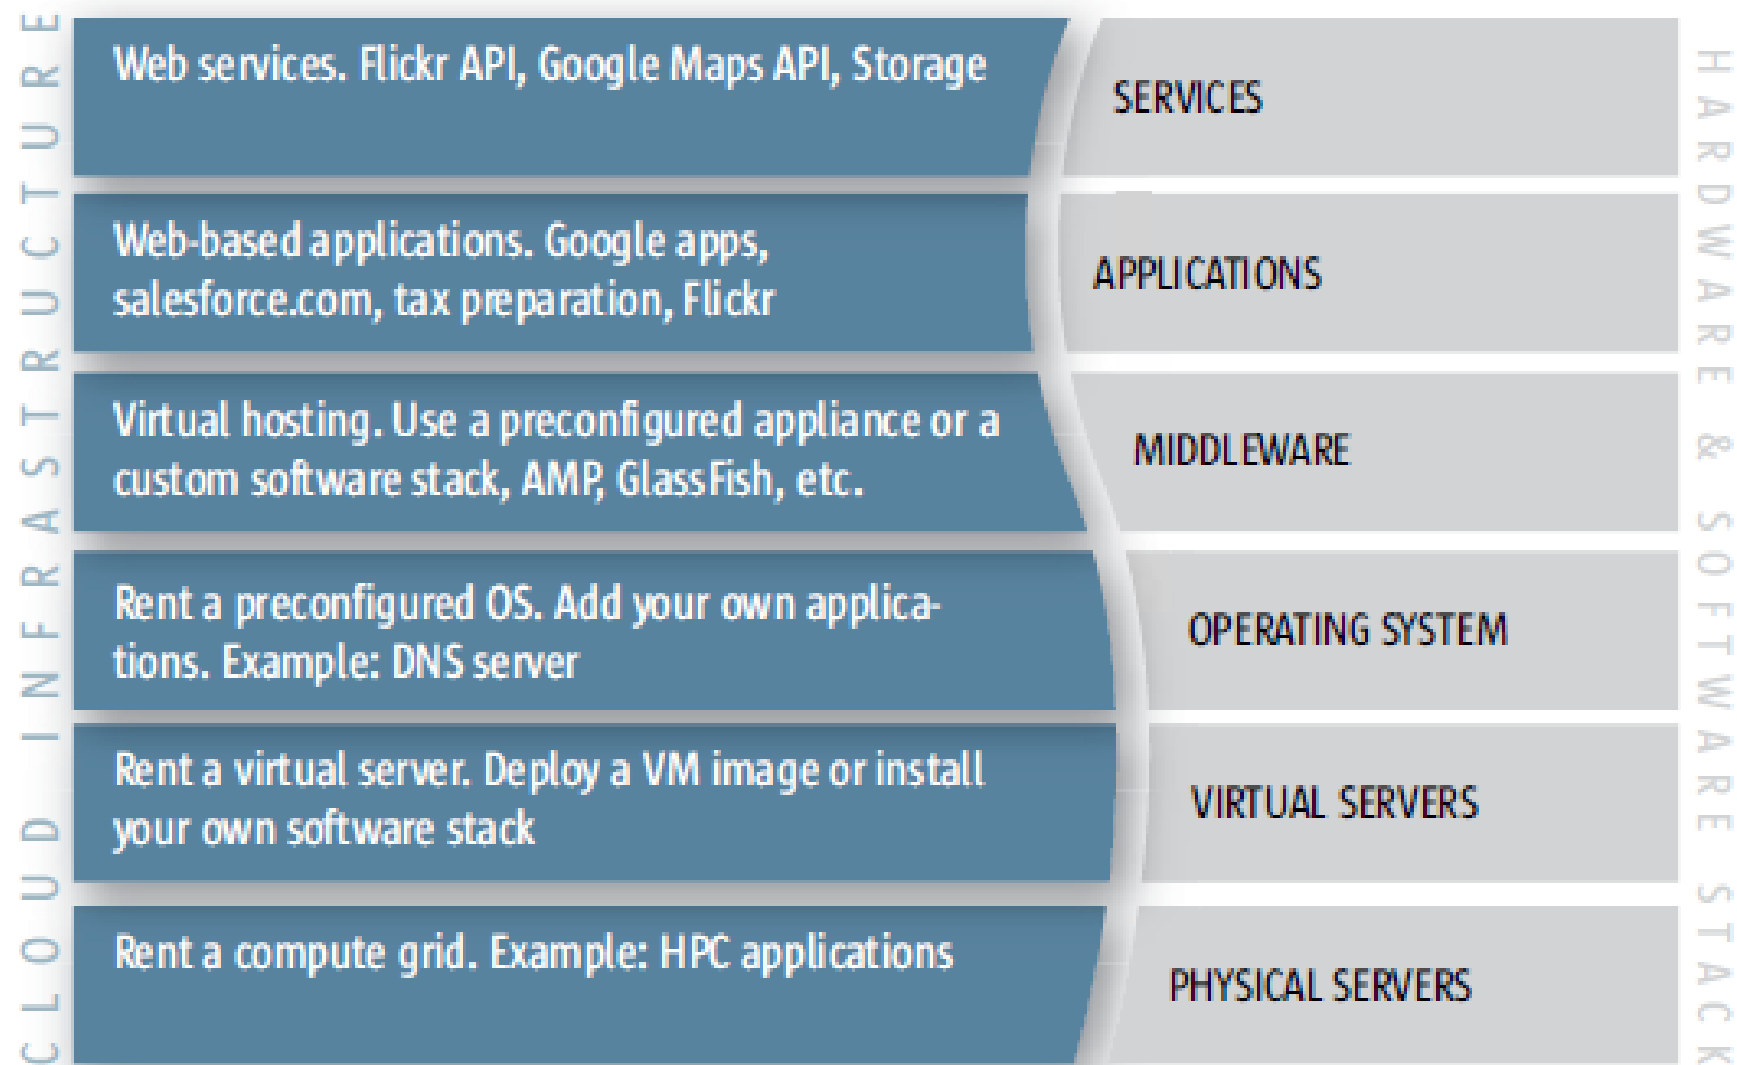 CLOUD INFRASTRUCTURE
Web services. Flickr API, Google Maps API, Storage
SERVICES
Web-based applications. Google apps,
salesforce.com, tax preparation, Flickr
APPLICATIONS
Virtual hosting. Use a preconfigured appliance or a
custom software stack, AMP, GlassFish, etc.
MIDDLEWARE
Rent a preconfigured OS. Add your own applica-
tions. Example: DNS server
OPERATING SYSTEM
Rent a virtual server. Deploy a VM image or install
your own software stack
VIRTUAL SERVERS
Rent a compute grid. Example: HPC applications
PHYSICAL SERVERS
HARDWARE & SOFTWARE STACK